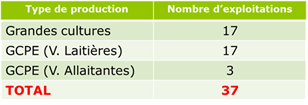 Type de production Nombre d'exploitations
Grandes cultures 17
GCPE (V. Laitières) 17
GCPE (V. Allaitantes) 3
TOTAL 37